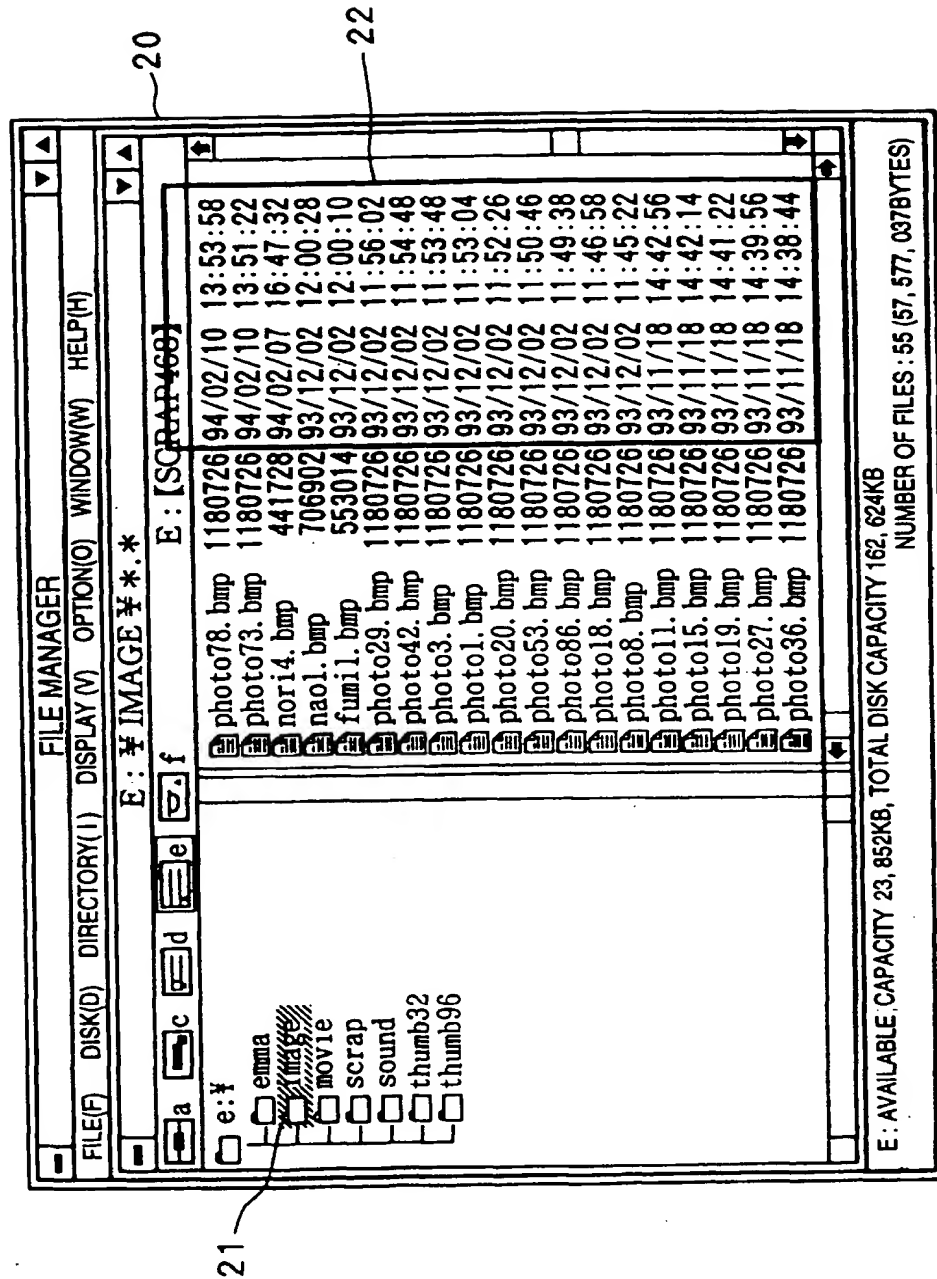 FILE MANAGER
FILE(F) DISK(D) DIRECTORY(I) DISPLAY (V) OPTION(O) WINDOW(W) HELP(H)
E:¥IMAGE¥*.*
a c d e f E:【SCRAP468】
e:¥
emma
image
movie
scrap
sound
thumb32
thumb96
photo78.bmp 1180726 94/02/10 13:53:58
photo73.bmp 1180726 94/02/10 13:51:22
nori4.bmp 441728 94/02/07 16:47:32
nao1.bmp 706902 93/12/02 12:00:28
fumi1.bmp 553014 93/12/02 12:00:10
photo29.bmp 1180726 93/12/02 11:56:02
photo42.bmp 1180726 93/12/02 11:54:48
photo3.bmp 1180726 93/12/02 11:53:48
photo1.bmp 1180726 93/12/02 11:53:04
photo20.bmp 1180726 93/12/02 11:52:26
photo53.bmp 1180726 93/12/02 11:50:46
photo86.bmp 1180726 93/12/02 11:49:38
photo18.bmp 1180726 93/12/02 11:46:58
photo8.bmp 1180726 93/12/02 11:45:22
photo11.bmp 1180726 93/11/18 14:42:56
photo15.bmp 1180726 93/11/18 14:42:14
photo19.bmp 1180726 93/11/18 14:41:22
photo27.bmp 1180726 93/11/18 14:39:56
photo36.bmp 1180726 93/11/18 14:38:44
E: AVAILABLE CAPACITY 23, 852KB, TOTAL DISK CAPACITY 162, 624KB
NUMBER OF FILES: 55 (57, 577, 037BYTES)
20
21
22